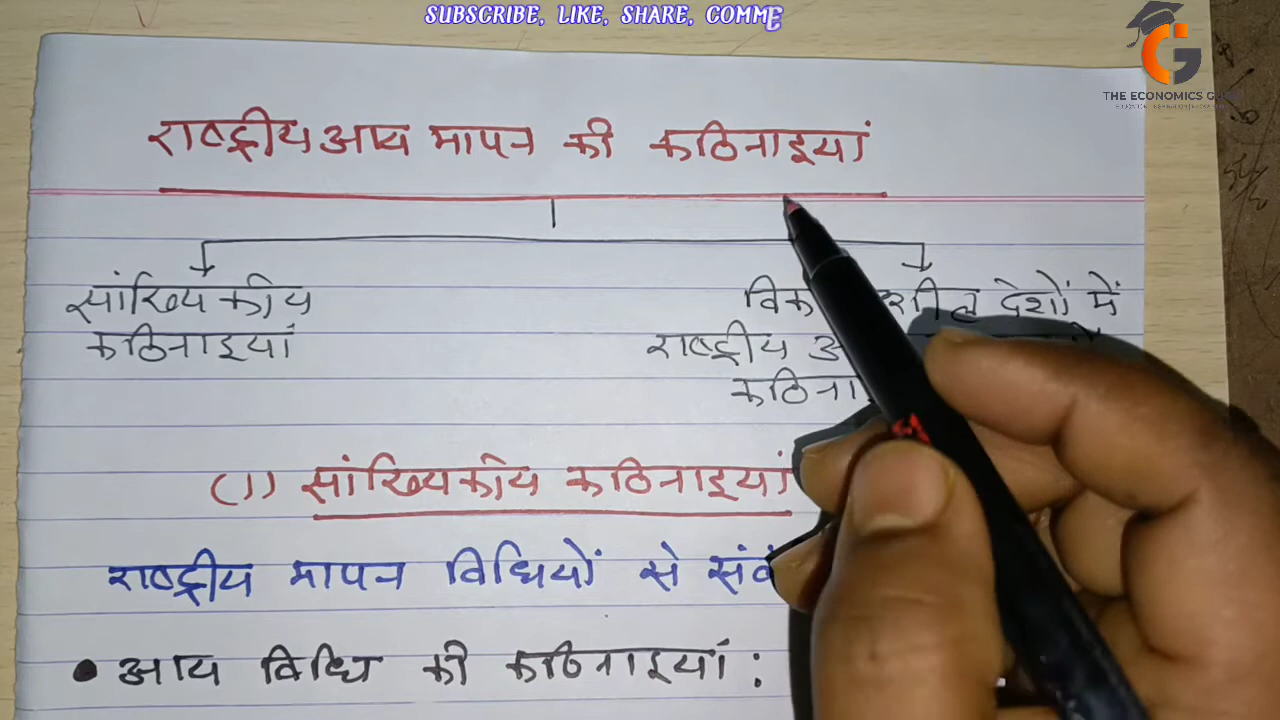 SUBSCRIBE, LIKE, SHARE, COMME
THE ECONOMICS GU
राष्ट्रीय आय मापन की कठिनाइयां
सांख्यिकीय
कठिनाइयां
देशों में
राष्ट्रीय
(1) सांख्यिकीय कठिनाइयां
राष्ट्रीय मापन विधियों से
• आय विधि की कठिनाइयां :